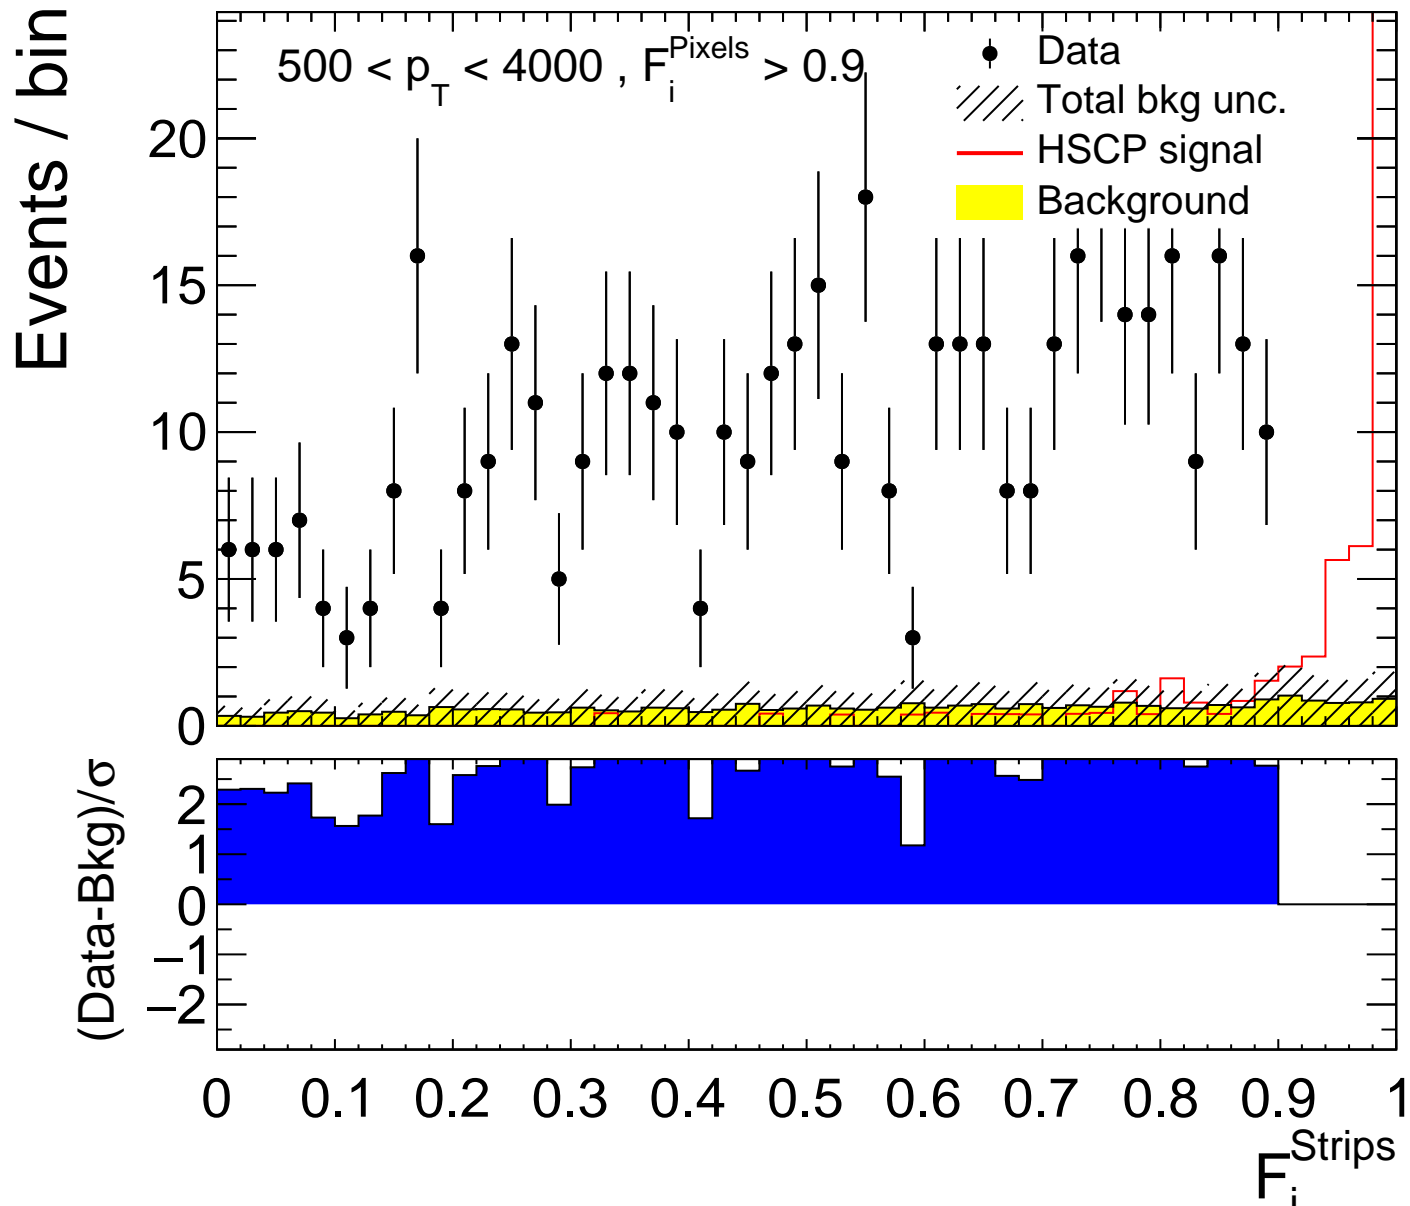 Events / bin
500 < p_T < 4000 , F_i^Pixels > 0.9
Data
Total bkg unc.
HSCP signal
Background
20
15
10
5
0
(Data-Bkg)/σ
2
1
0
−1
−2
0 0.1 0.2 0.3 0.4 0.5 0.6 0.7 0.8 0.9 1
F_i^Strips